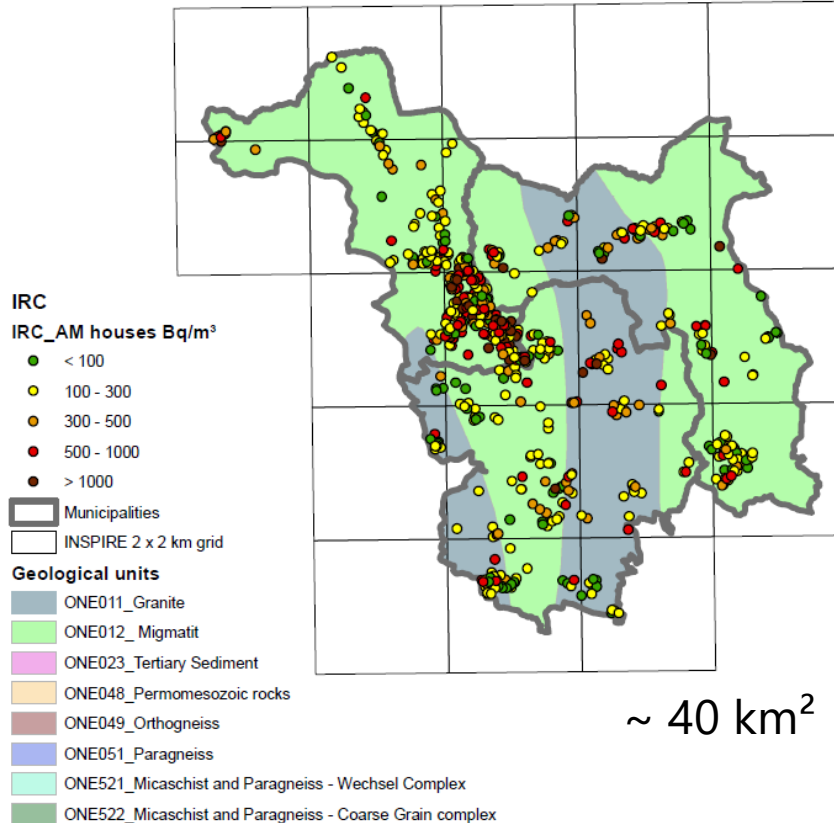 IRC
IRC_AM houses Bq/m³
< 100
100 - 300
300 - 500
500 - 1000
> 1000
Municipalities
INSPIRE 2 x 2 km grid
Geological units
ONE011_Granite
ONE012_ Migmatit
ONE023_Tertiary Sediment
ONE048_Permomesozoic rocks
ONE049_Orthogneiss
ONE051_Paragneiss
ONE521_Micaschist and Paragneiss - Wechsel Complex
ONE522_Micaschist and Paragneiss - Coarse Grain complex
~ 40 km²